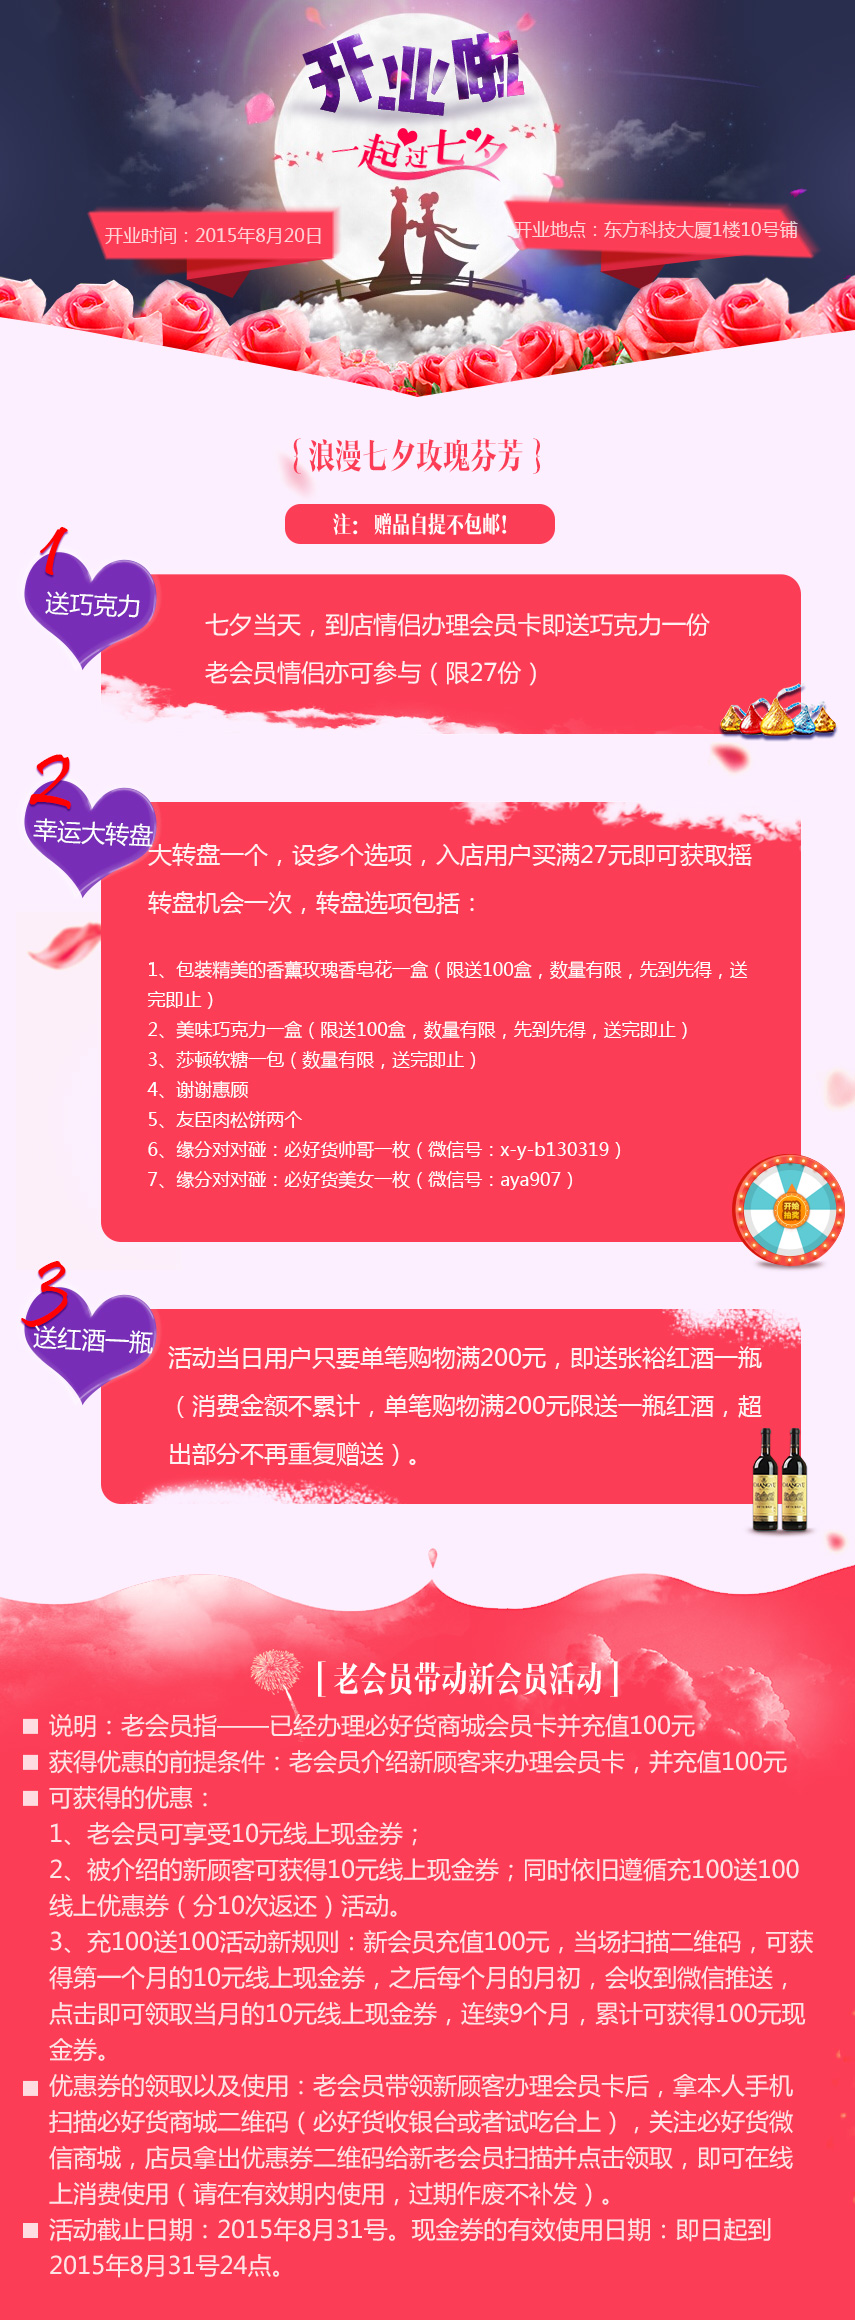 开业啦
一起过七夕
开业时间：2015年8月20日
开业地点：东方科技大厦1楼10号铺
｛浪漫七夕玫瑰芬芳｝
注： 赠品自提不包邮!
1
送巧克力
七夕当天，到店情侣办理会员卡即送巧克力一份
老会员情侣亦可参与（限27份）
2
幸运大转盘
大转盘一个，设多个选项，入店用户买满27元即可获取摇
转盘机会一次，转盘选项包括：
1、包装精美的香薰玫瑰香皂花一盒（限送100盒，数量有限，先到先得，送
完即止）
2、美味巧克力一盒（限送100盒，数量有限，先到先得，送完即止）
3、莎顿软糖一包（数量有限，送完即止）
4、谢谢惠顾
5、友臣肉松饼两个
6、缘分对对碰：必好货帅哥一枚（微信号：x-y-b130319）
7、缘分对对碰：必好货美女一枚（微信号：aya907）
开始
抽奖
3
送红酒一瓶
活动当日用户只要单笔购物满200元，即送张裕红酒一瓶
（消费金额不累计，单笔购物满200元限送一瓶红酒，超
出部分不再重复赠送）。
CHANGYU CHANGYU
[ 老会员带动新会员活动 ]
说明：老会员指——已经办理必好货商城会员卡并充值100元
获得优惠的前提条件：老会员介绍新顾客来办理会员卡，并充值100元
可获得的优惠：
1、老会员可享受10元线上现金券；
2、被介绍的新顾客可获得10元线上现金券；同时依旧遵循充100送100
线上优惠券（分10次返还）活动。
3、充100送100活动新规则：新会员充值100元，当场扫描二维码，可获
得第一个月的10元线上现金券，之后每个月的月初，会收到微信推送，
点击即可领取当月的10元线上现金券，连续9个月，累计可获得100元现
金券。
优惠券的领取以及使用：老会员带领新顾客办理会员卡后，拿本人手机
扫描必好货商城二维码（必好货收银台或者试吃台上），关注必好货微
信商城，店员拿出优惠券二维码给新老会员扫描并点击领取，即可在线
上消费使用（请在有效期内使用，过期作废不补发）。
活动截止日期：2015年8月31号。现金券的有效使用日期：即日起到
2015年8月31号24点。